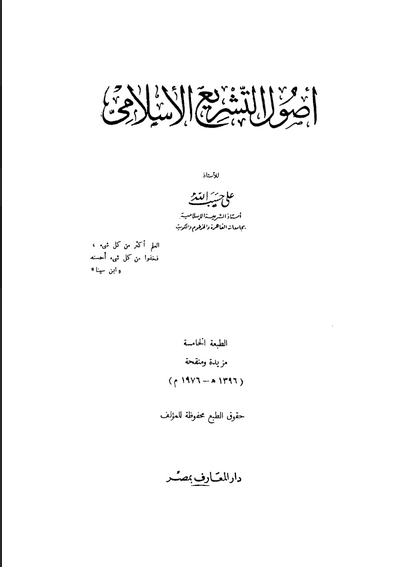 أصول التشريع الإسلامي
للأستاذ
علي حسب الله
أستاذ الشريعة الإسلامية
بجامعات القاهرة والخرطوم والكويت
العلم أكثر من كل شيء ،
فخذوا من كل شيء أحسنه
« ابن سينا »
الطبعة الخامسة
مزيدة ومنقحة
( ١٣٩٦ هـ – ١٩٧٦ م )
حقوق الطبع محفوظة للمؤلف
دار المعارف بمصر